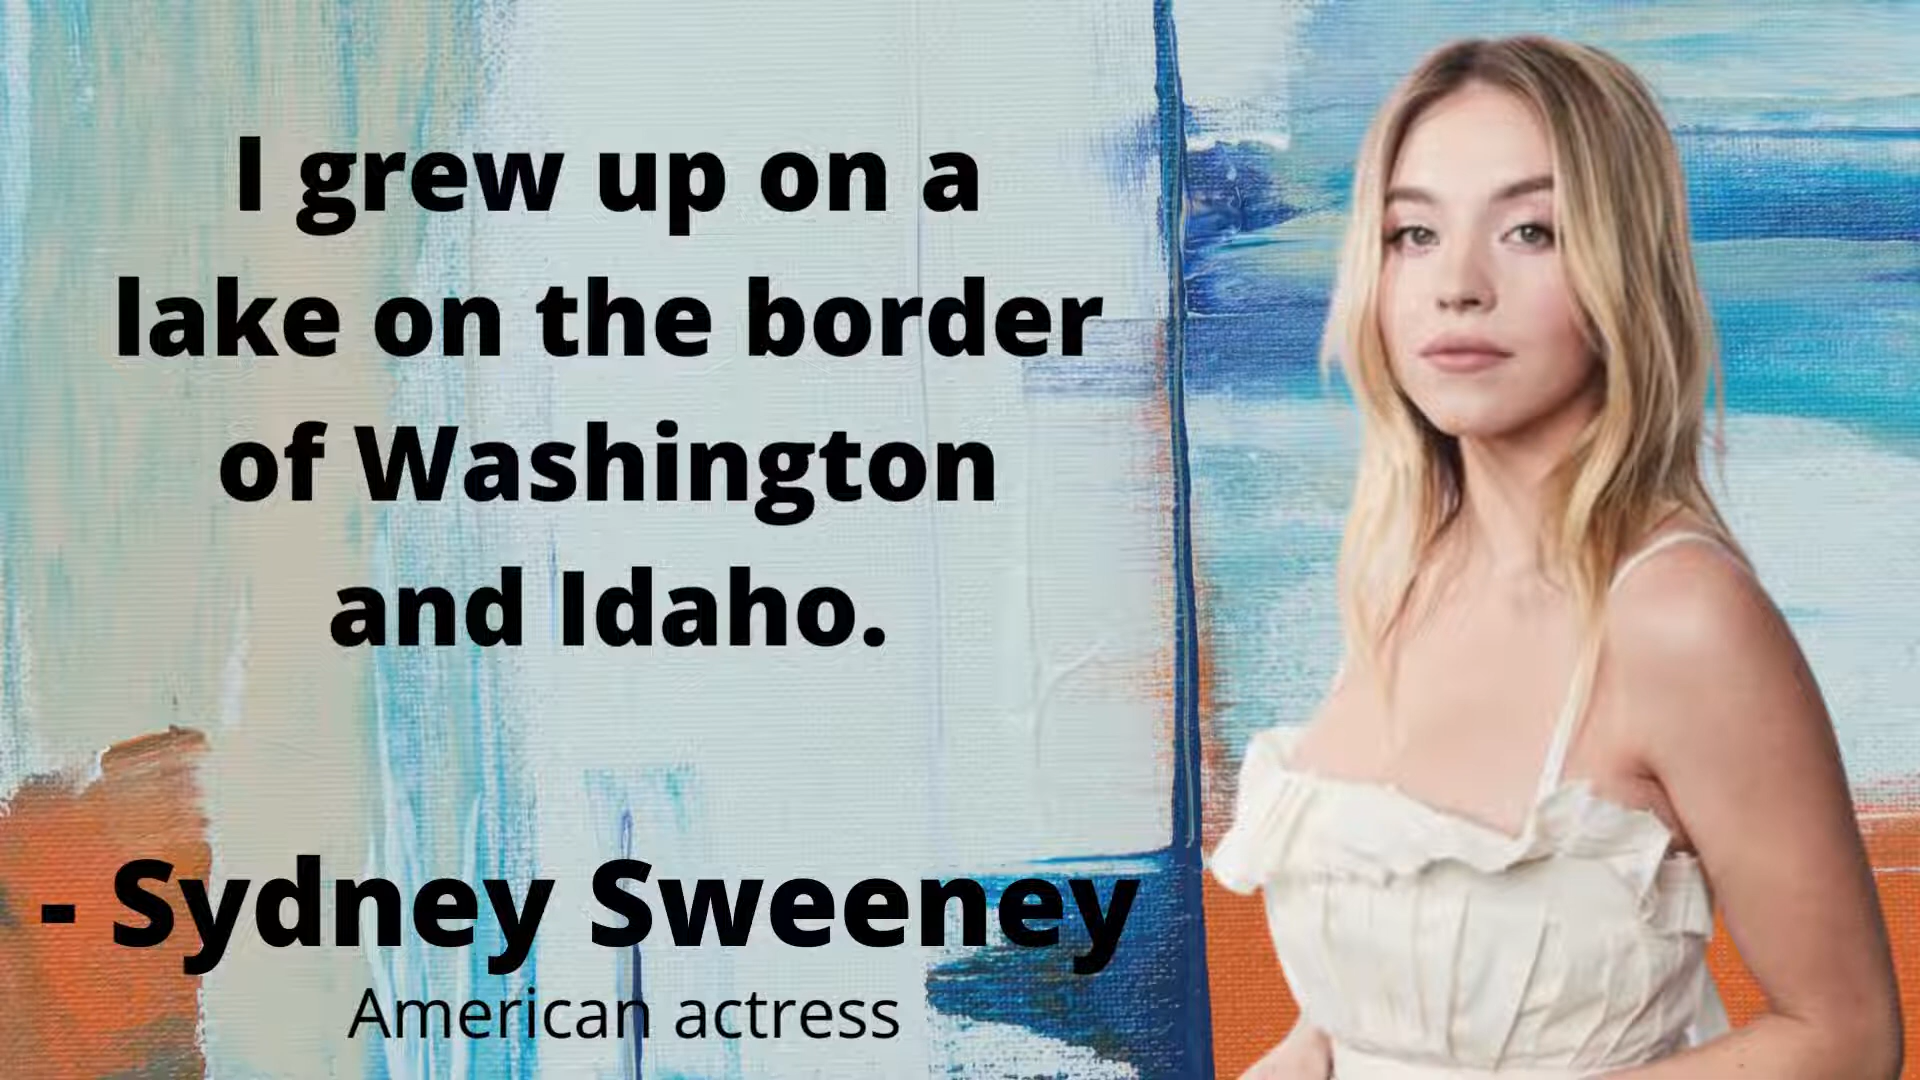 I grew up on a
lake on the border
of Washington
and Idaho.
- Sydney Sweeney
American actress